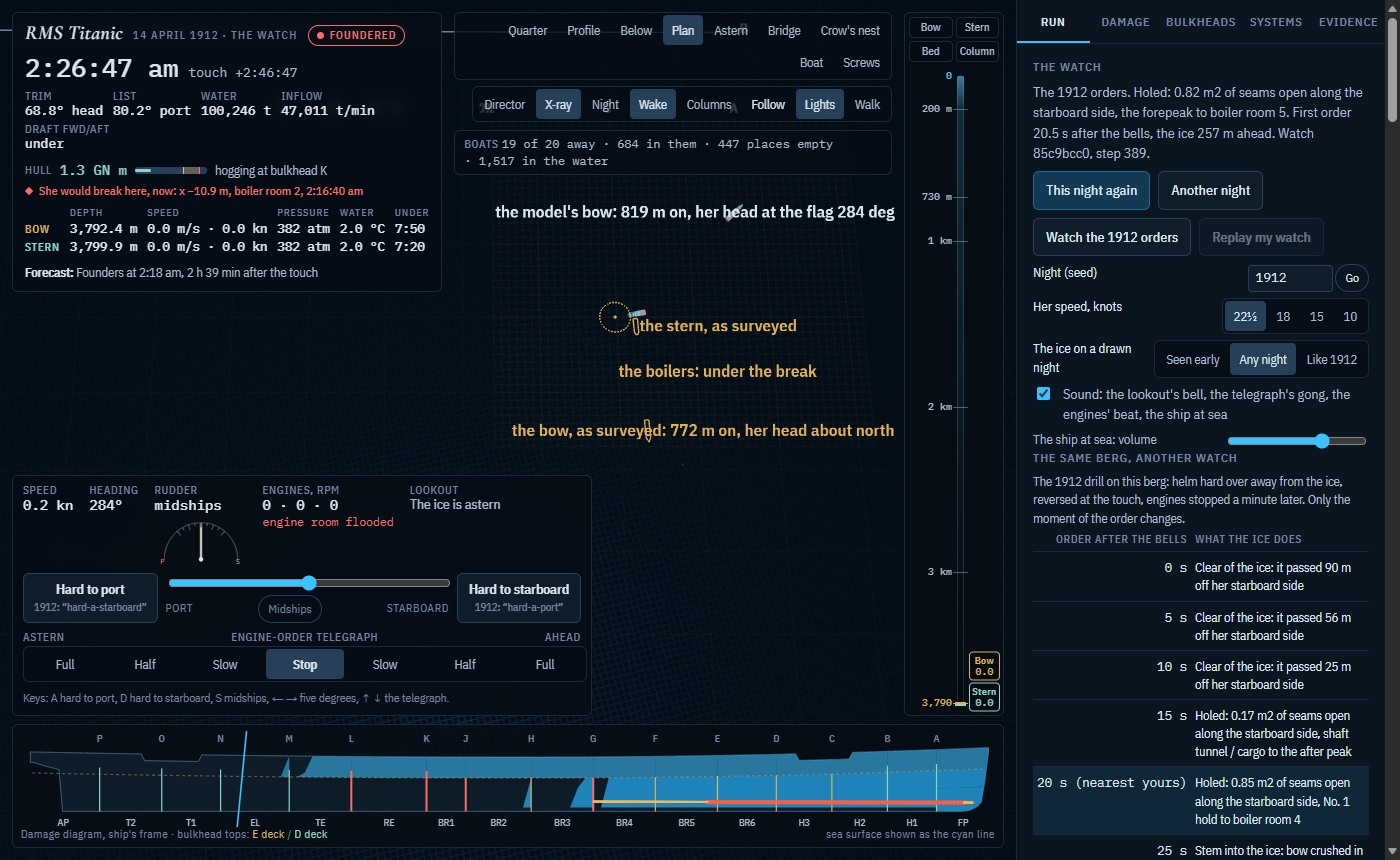 RMS Titanic 14 APRIL 1912 · THE WATCH ● FOUNDERED
2:26:47 am touch +2:46:47
TRIM LIST WATER INFLOW
68.8° head 80.2° port 100,246 t 47,011 t/min
DRAFT FWD/AFT
under
HULL 1.3 GN m hogging at bulkhead K
◆ She would break here, now: x −10.9 m, boiler room 2, 2:16:40 am
DEPTH SPEED PRESSURE WATER UNDER
BOW 3,792.4 m 0.0 m/s · 0.0 kn 382 atm 2.0 °C 7:50
STERN 3,799.9 m 0.0 m/s · 0.0 kn 382 atm 2.0 °C 7:20
Forecast: Founders at 2:18 am, 2 h 39 min after the touch
Quarter Profile Below Plan Astern Bridge Crow's nest
Boat Screws
Director X-ray Night Wake Columns Follow Lights Walk
BOATS 19 of 20 away · 684 in them · 447 places empty
· 1,517 in the water
the model's bow: 819 m on, her head at the flag 284 deg
the stern, as surveyed
the boilers: under the break
the bow, as surveyed: 772 m on, her head about north
Bow Stern
Bed Column
0
200 m
730 m
1 km
2 km
3 km
Bow
0.0
3,790
Stern
0.0
SPEED HEADING RUDDER ENGINES, RPM LOOKOUT
0.2 kn 284° midships 0 · 0 · 0 The ice is astern
engine room flooded
P S
Hard to port
1912: “hard-a-starboard”
PORT Midships STARBOARD
Hard to starboard
1912: “hard-a-port”
ASTERN ENGINE-ORDER TELEGRAPH AHEAD
Full Half Slow Stop Slow Half Full
Keys: A hard to port, D hard to starboard, S midships, ← → five degrees, ↑ ↓ the telegraph.
P O N M L K J H G F E D C B A
AP T2 T1 EL TE RE BR1 BR2 BR3 BR4 BR5 BR6 H3 H2 H1 FP
Damage diagram, ship's frame · bulkhead tops: E deck / D deck
sea surface shown as the cyan line
RUN DAMAGE BULKHEADS SYSTEMS EVIDENCE
THE WATCH
The 1912 orders. Holed: 0.82 m2 of seams open along the
starboard side, the forepeak to boiler room 5. First order
20.5 s after the bells, the ice 257 m ahead. Watch
85c9bcc0, step 389.
This night again Another night
Watch the 1912 orders Replay my watch
Night (seed) 1912 Go
Her speed, knots 22½ 18 15 10
The ice on a drawn
night
Seen early Any night Like 1912
Sound: the lookout's bell, the telegraph's gong, the
engines' beat, the ship at sea
The ship at sea: volume
THE SAME BERG, ANOTHER WATCH
The 1912 drill on this berg: helm hard over away from the ice,
reversed at the touch, engines stopped a minute later. Only the
moment of the order changes.
ORDER AFTER THE BELLS WHAT THE ICE DOES
0 s Clear of the ice: it passed 90 m
off her starboard side
5 s Clear of the ice: it passed 56 m
off her starboard side
10 s Clear of the ice: it passed 25 m
off her starboard side
15 s Holed: 0.17 m2 of seams open
along the starboard side, shaft
tunnel / cargo to the after peak
20 s (nearest yours) Holed: 0.85 m2 of seams open
along the starboard side, No. 1
hold to boiler room 4
25 s Stem into the ice: bow crushed in